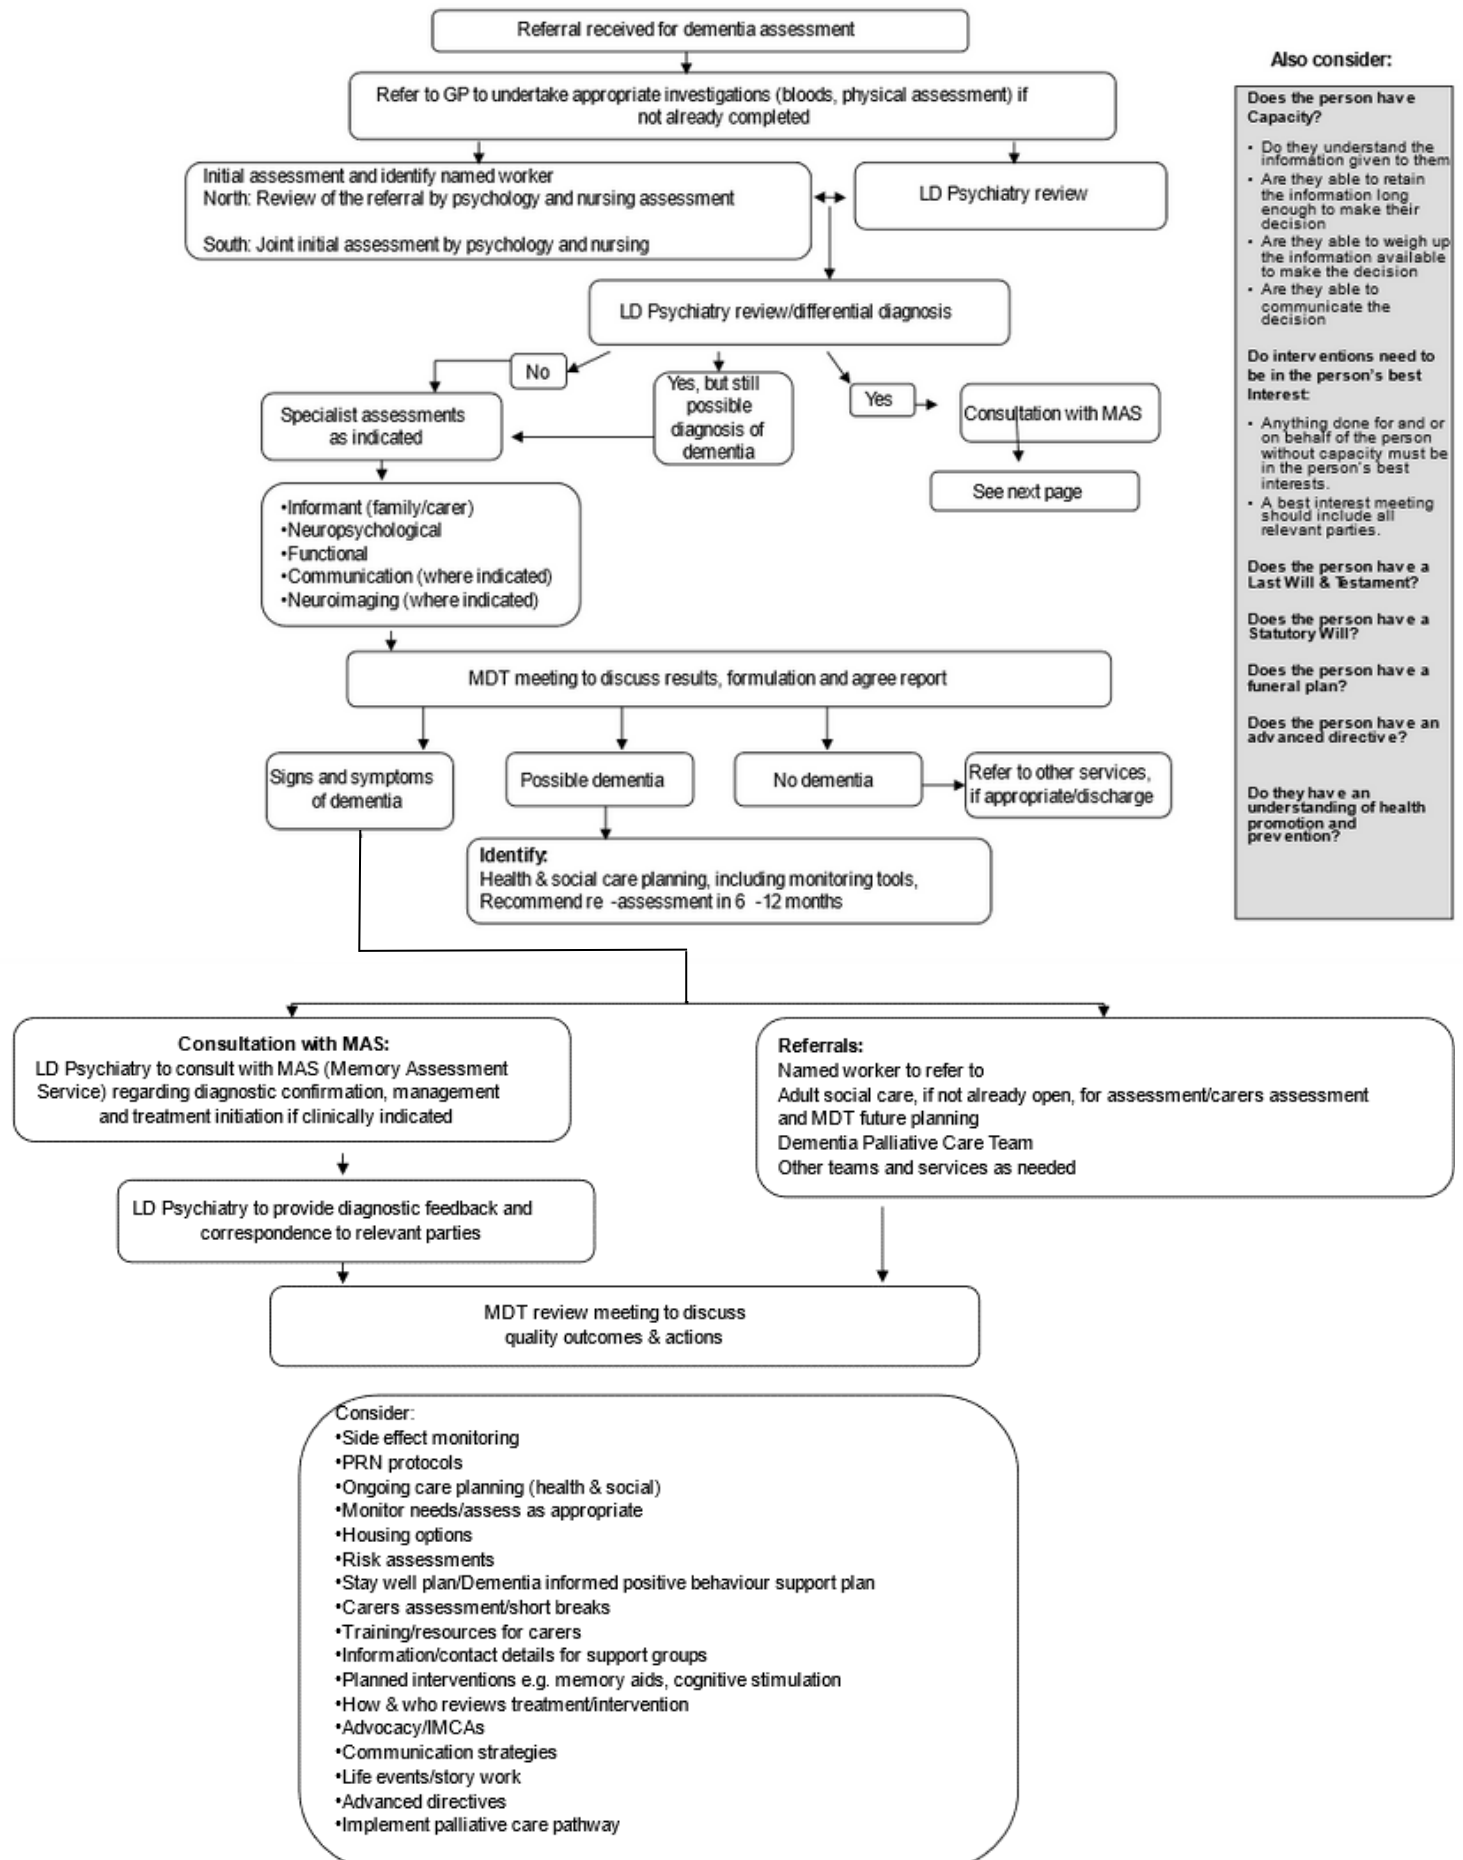 Referral received for dementia assessment
Refer to GP to undertake appropriate investigations (bloods, physical assessment) if
not already completed
Initial assessment and identify named worker
North: Review of the referral by psychology and nursing assessment
South: Joint initial assessment by psychology and nursing
LD Psychiatry review
LD Psychiatry review/differential diagnosis
No
Yes, but still
possible
diagnosis of
dementia
Yes
Consultation with MAS
See next page
Specialist assessments
as indicated
•Informant (family/carer)
•Neuropsychological
•Functional
•Communication (where indicated)
•Neuroimaging (where indicated)
MDT meeting to discuss results, formulation and agree report
Signs and symptoms
of dementia
Possible dementia
No dementia
Refer to other services,
if appropriate/discharge
Identify:
Health & social care planning, including monitoring tools,
Recommend re -assessment in 6 -12 months
Also consider:
Does the person have
Capacity?
• Do they understand the
information given to them
• Are they able to retain
the information long
enough to make their
decision
• Are they able to weigh up
the information available
to make the decision
• Are they able to
communicate the
decision
Do interventions need to
be in the person's best
Interest:
• Anything done for and or
on behalf of the person
without capacity must be
in the person's best
interests.
• A best interest meeting
should include all
relevant parties.
Does the person have a
Last Will & Testament?
Does the person have a
Statutory Will?
Does the person have a
funeral plan?
Does the person have an
advanced directive?
Do they have an
understanding of health
promotion and
prevention?
Consultation with MAS:
LD Psychiatry to consult with MAS (Memory Assessment
Service) regarding diagnostic confirmation, management
and treatment initiation if clinically indicated
LD Psychiatry to provide diagnostic feedback and
correspondence to relevant parties
Referrals:
Named worker to refer to
Adult social care, if not already open, for assessment/carers assessment
and MDT future planning
Dementia Palliative Care Team
Other teams and services as needed
MDT review meeting to discuss
quality outcomes & actions
Consider:
•Side effect monitoring
•PRN protocols
•Ongoing care planning (health & social)
•Monitor needs/assess as appropriate
•Housing options
•Risk assessments
•Stay well plan/Dementia informed positive behaviour support plan
•Carers assessment/short breaks
•Training/resources for carers
•Information/contact details for support groups
•Planned interventions e.g. memory aids, cognitive stimulation
•How & who reviews treatment/intervention
•Advocacy/IMCAs
•Communication strategies
•Life events/story work
•Advanced directives
•Implement palliative care pathway